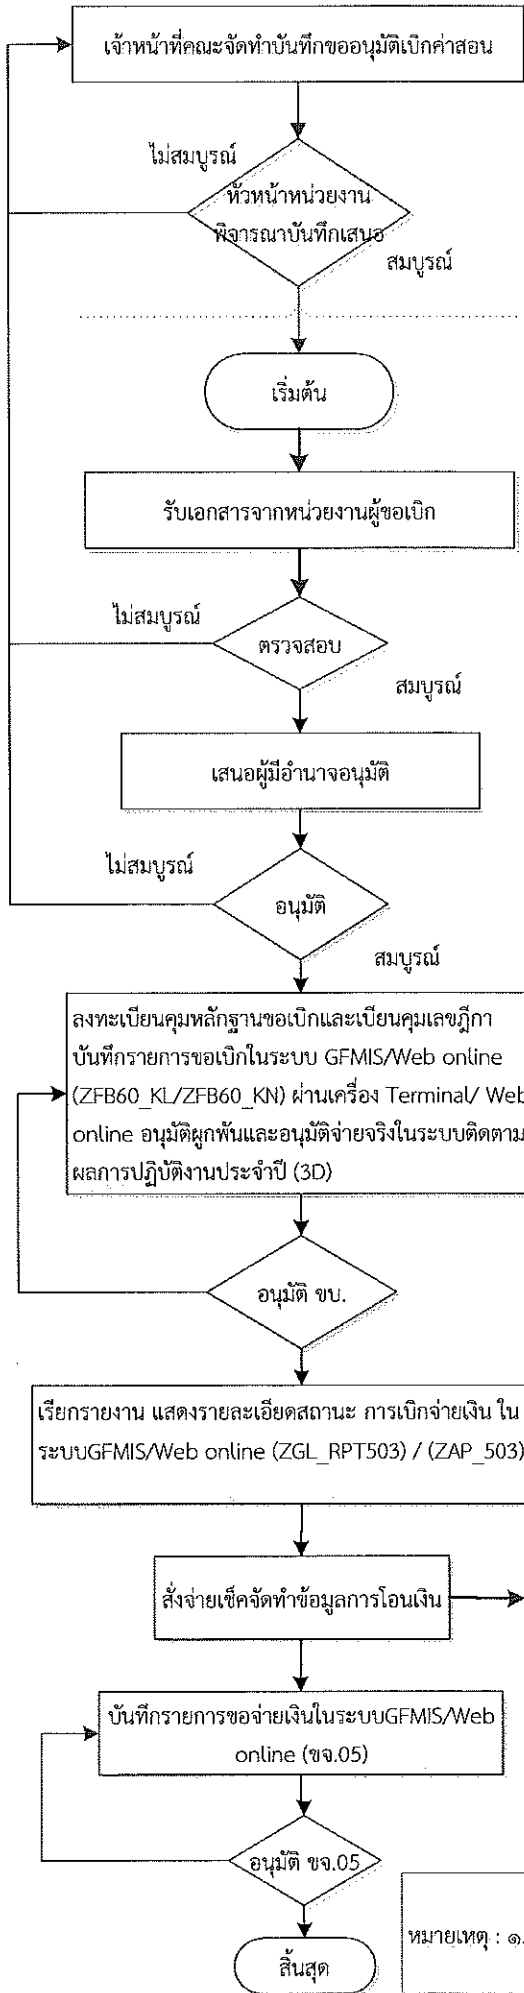 เจ้าหน้าที่คณะจัดทำบันทึกขออนุมัติเบิกค่าสอน
ไม่สมบูรณ์
หัวหน้าหน่วยงาน
พิจารณาบันทึกเสนอ
สมบูรณ์
เริ่มต้น
รับเอกสารจากหน่วยงานผู้ขอเบิก
ไม่สมบูรณ์
ตรวจสอบ
สมบูรณ์
เสนอผู้มีอำนาจอนุมัติ
ไม่สมบูรณ์
อนุมัติ
สมบูรณ์
ลงทะเบียนคุมหลักฐานขอเบิกและเบียนคุมเลขฎีกา
บันทึกรายการขอเบิกในระบบ GFMIS/Web online
(ZFB60_KL/ZFB60_KN) ผ่านเครื่อง Terminal/ Web
online อนุมัติผูกพันและอนุมัติจ่ายจริงในระบบติดตาม
ผลการปฏิบัติงานประจำปี (3D)
อนุมัติ ขบ.
เรียกรายงาน แสดงรายละเอียดสถานะ การเบิกจ่ายเงิน ใน
ระบบGFMIS/Web online (ZGL_RPT503) / (ZAP_503)
สั่งจ่ายเช็คจัดทำข้อมูลการโอนเงิน
บันทึกรายการขอจ่ายเงินในระบบGFMIS/Web
online (ขจ.05)
อนุมัติ ขจ.05
หมายเหตุ : ๑.
สิ้นสุด